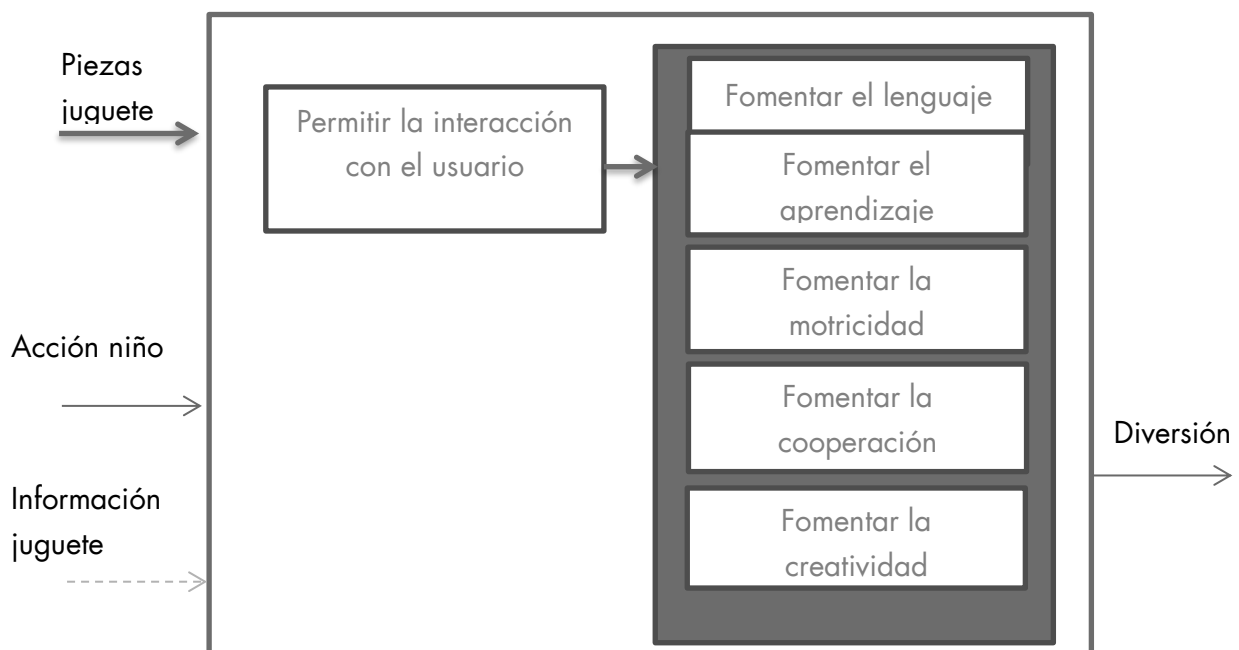 Piezas
juguete
Permitir la interacción
con el usuario
Fomentar el lenguaje
Fomentar el
aprendizaje
Fomentar la
motricidad
Acción niño
Fomentar la
cooperación
Diversión
Información
juguete
Fomentar la
creatividad